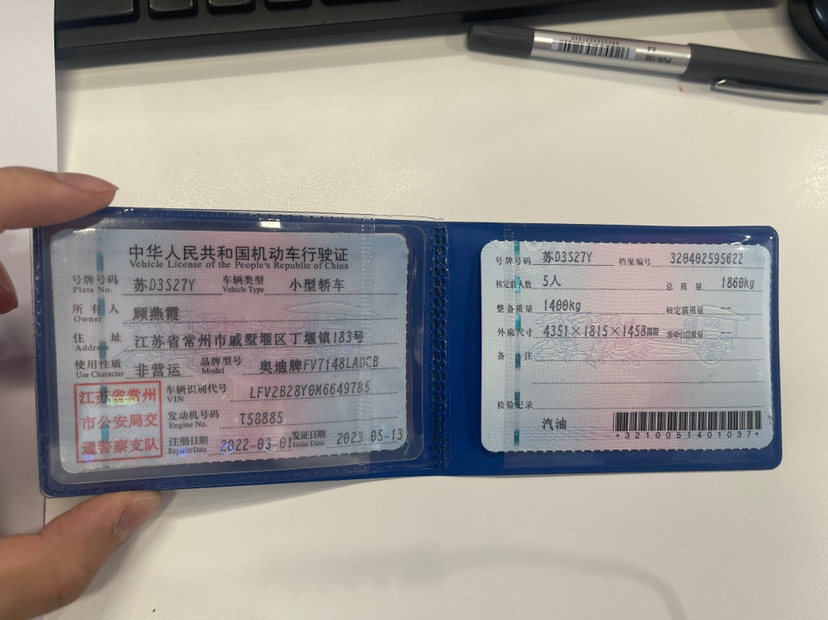 中华人民共和国机动车行驶证
Vehicle License of the People's Republic of China
号牌号码 苏D3S27Y 车辆类型 小型轿车
Plate No. Vehicle Type
所有人 顾燕霞
Owner
住址 江苏省常州市戚墅堰区丁堰镇183号
Address
使用性质 非营运 品牌型号 奥迪牌FV7148LADCB
Use Character Model
江苏省常州
市公安局交
通警察支队
车辆识别代号 LFV2B28Y0M6649785
VIN
发动机号码 T58885
Engine No.
注册日期 2022-03-01 发证日期 2023-05-13
Register Date Issue Date
号牌号码 苏D3S27Y 档案编号 320402595622
核定载人数 5人 总质量 1860kg
整备质量 1400kg 核定载质量 --
外廓尺寸 4351×1815×1458mm 准牵引总质量 --
备注
检验记录
汽油
*3210051401037*